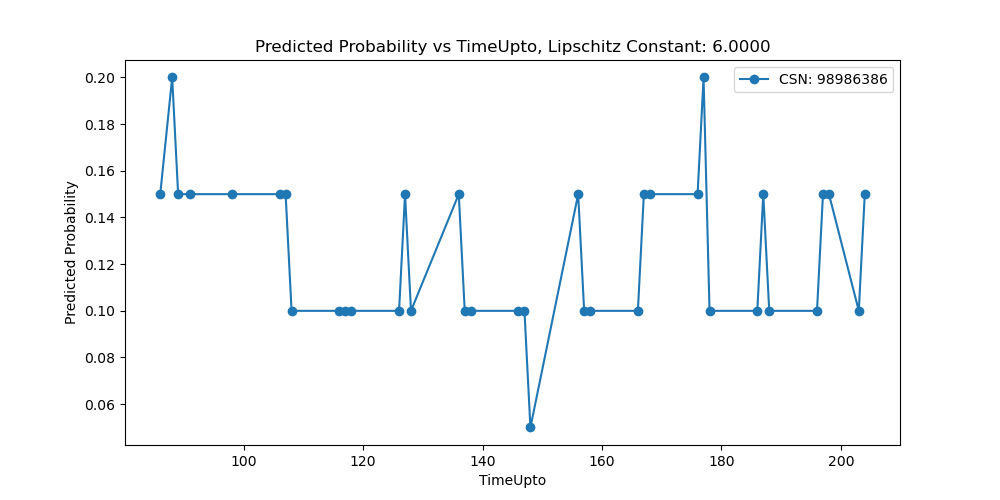 Predicted Probability vs TimeUpto, Lipschitz Constant: 6.0000
CSN: 98986386
Predicted Probability
0.20
0.18
0.16
0.14
0.12
0.10
0.08
0.06
100 120 140 160 180 200
TimeUpto